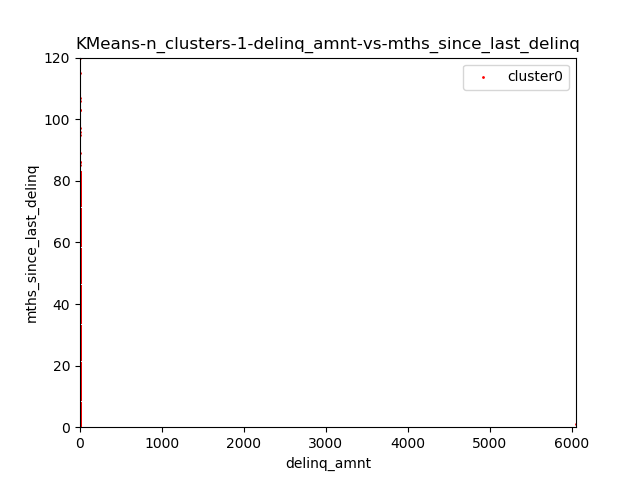 KMeans-n_clusters-1-delinq_amnt-vs-mths_since_last_delinq
cluster0
120
100
80
60
40
20
0
mths_since_last_delinq
0 1000 2000 3000 4000 5000 6000
delinq_amnt